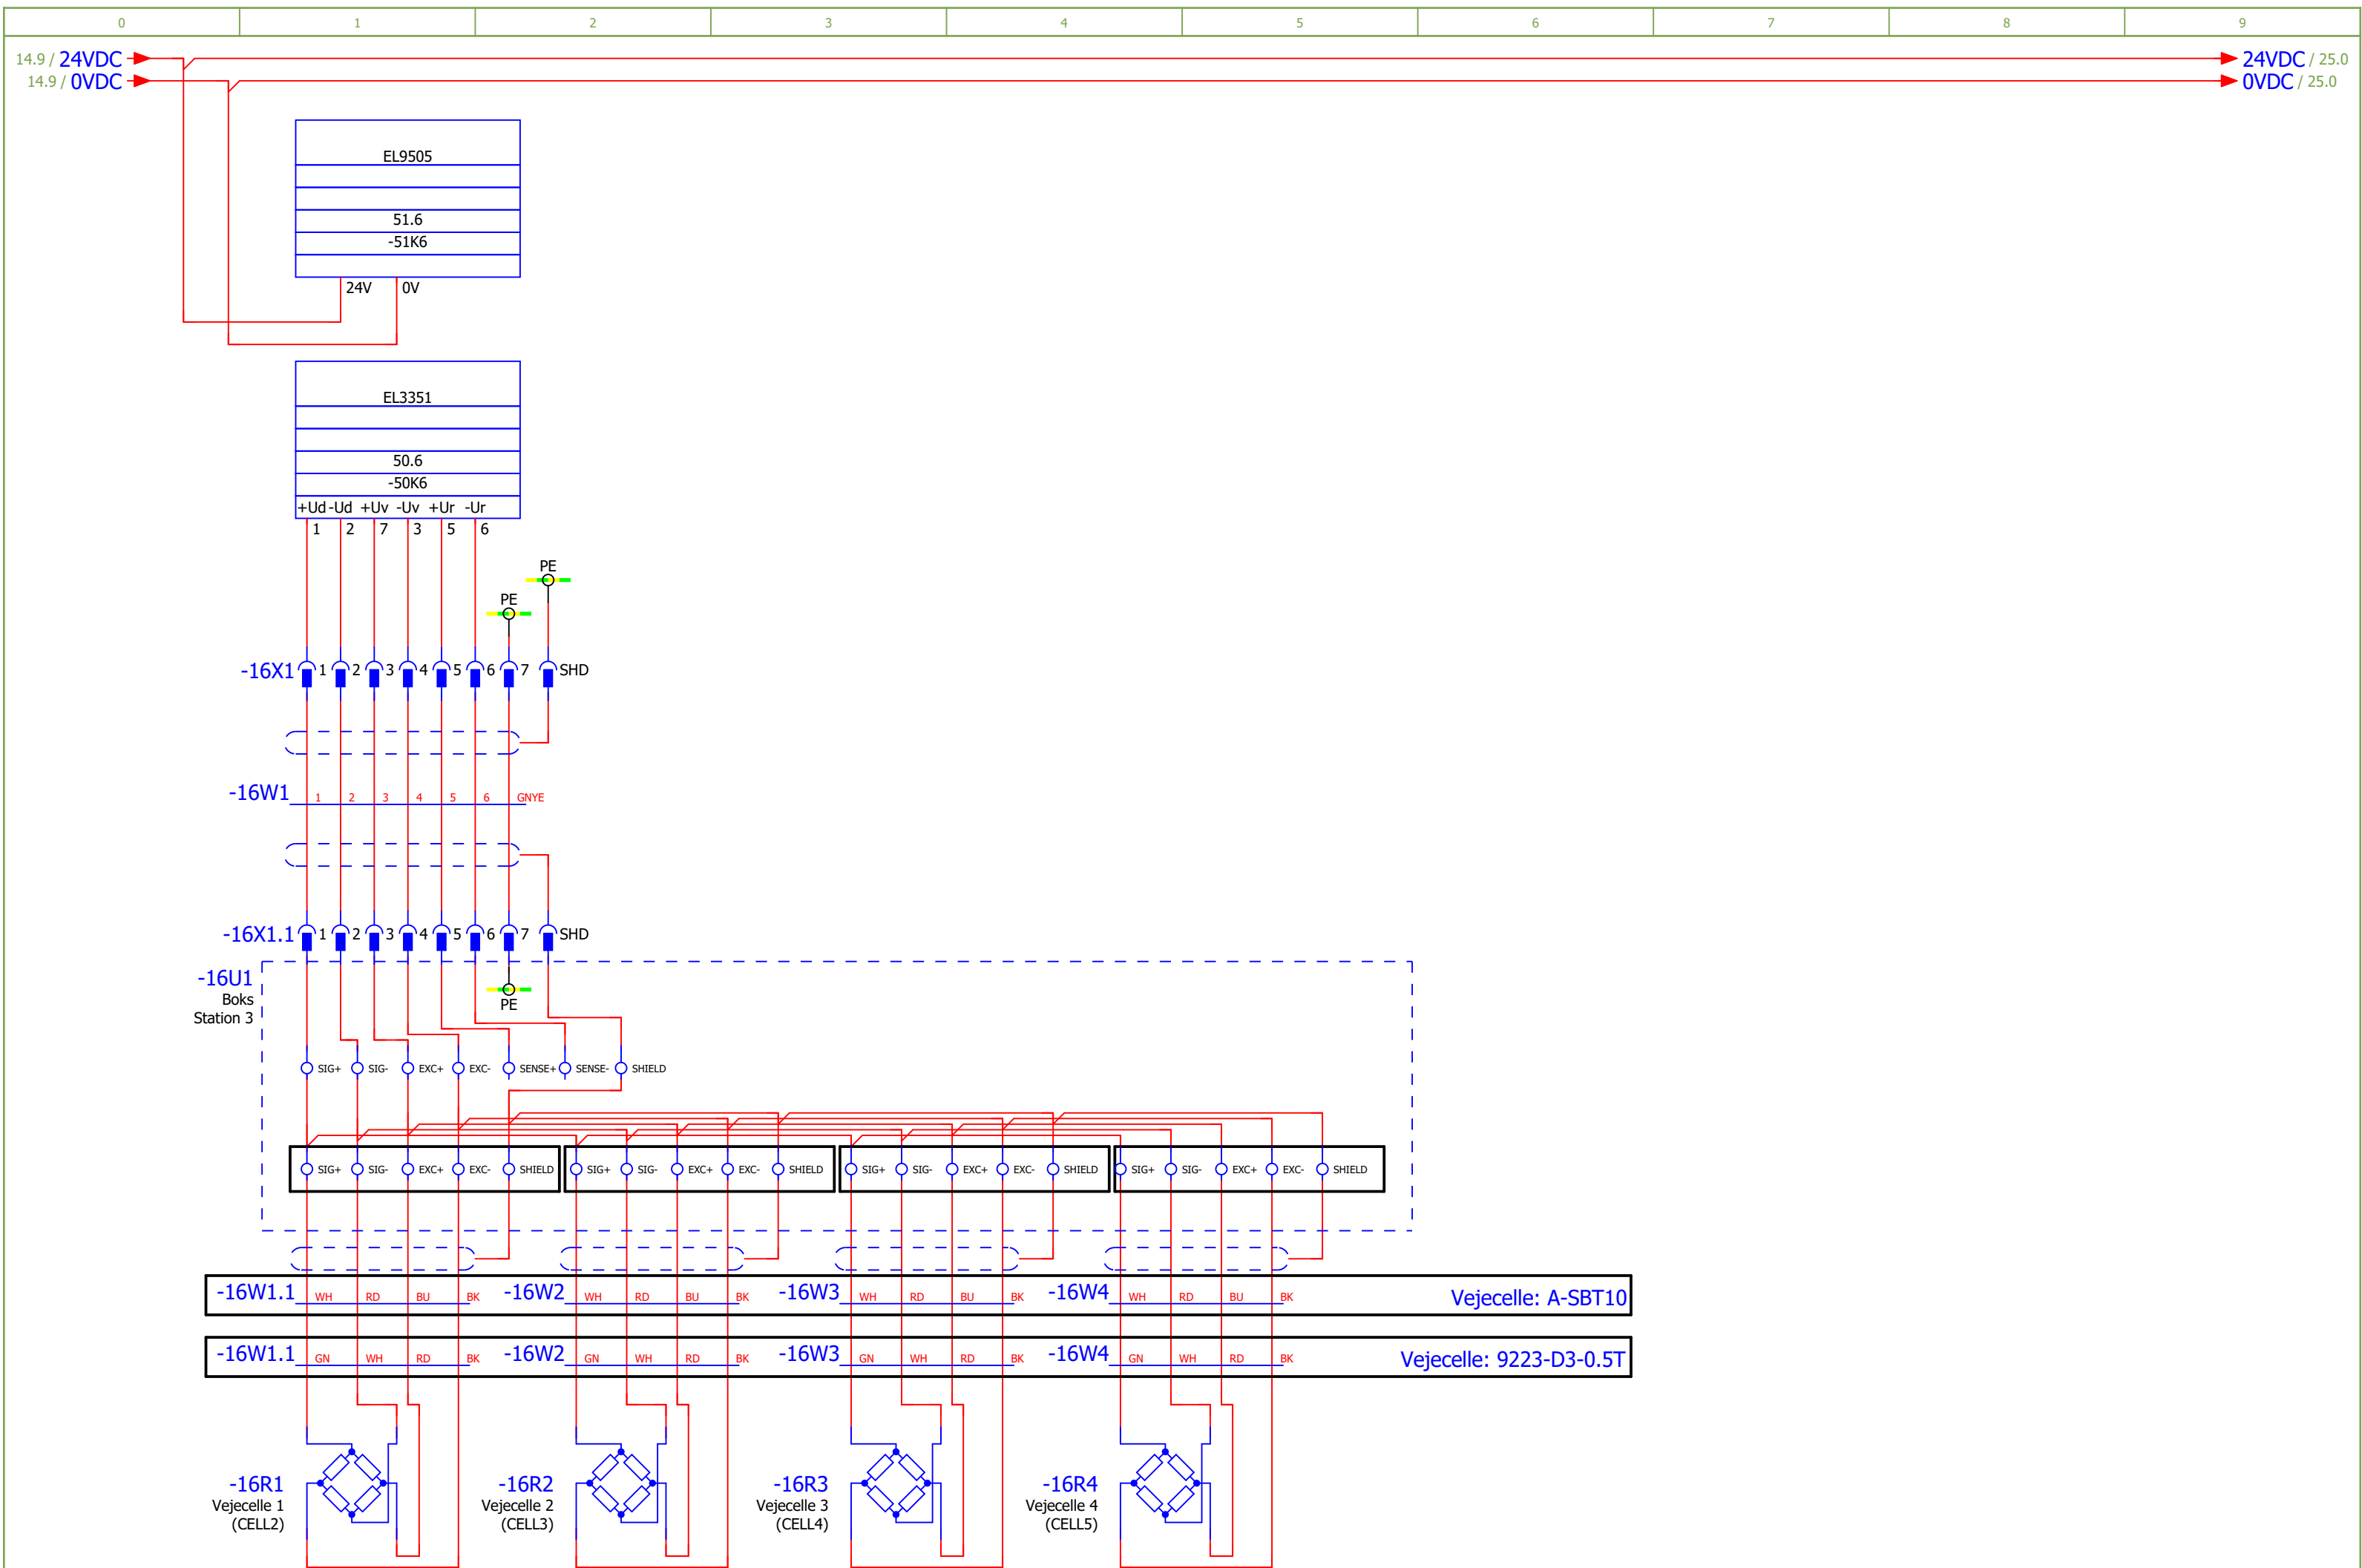 0 1 2 3 4 5 6 7 8 9
14.9 / 24VDC 24VDC / 25.0
14.9 / 0VDC 0VDC / 25.0
EL9505
51.6
-51K6
24V 0V
EL3351
50.6
-50K6
+Ud -Ud +Uv -Uv +Ur -Ur
1 2 7 3 5 6
PE
PE
-16X1 1 2 3 4 5 6 7 SHD
-16W1 1 2 3 4 5 6 GNYE
-16X1.1 1 2 3 4 5 6 7 SHD
-16U1
Boks
Station 3
PE
SIG+ SIG- EXC+ EXC- SENSE+ SENSE- SHIELD
SIG+ SIG- EXC+ EXC- SHIELD SIG+ SIG- EXC+ EXC- SHIELD SIG+ SIG- EXC+ EXC- SHIELD SIG+ SIG- EXC+ EXC- SHIELD
-16W1.1 WH RD BU BK -16W2 WH RD BU BK -16W3 WH RD BU BK -16W4 WH RD BU BK Vejecelle: A-SBT10
-16W1.1 GN WH RD BK -16W2 GN WH RD BK -16W3 GN WH RD BK -16W4 GN WH RD BK Vejecelle: 9223-D3-0.5T
-16R1 -16R2 -16R3 -16R4
Vejecelle 1 Vejecelle 2 Vejecelle 3 Vejecelle 4
(CELL2) (CELL3) (CELL4) (CELL5)